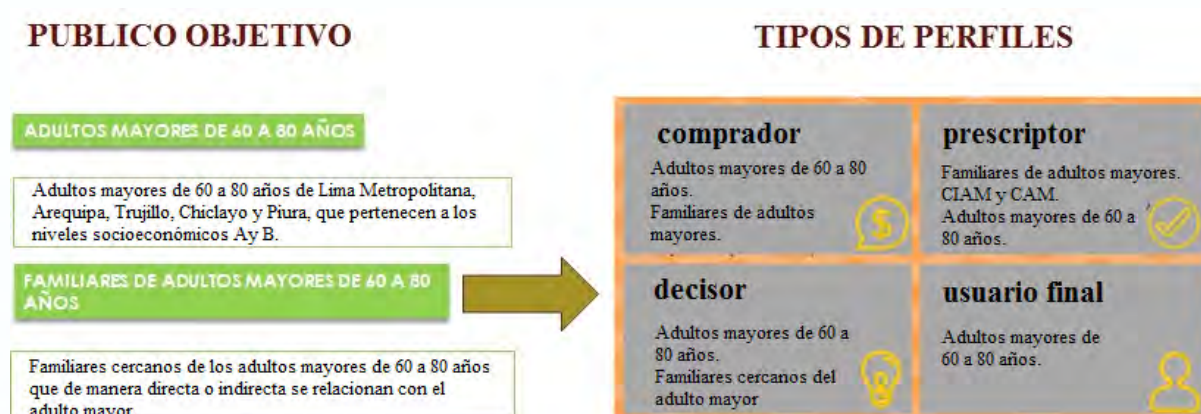 PUBLICO OBJETIVO
ADULTOS MAYORES DE 60 A 80 AÑOS
Adultos mayores de 60 a 80 años de Lima Metropolitana,
Arequipa, Trujillo, Chiclayo y Piura, que pertenecen a los
niveles socioeconómicos Ay B.
FAMILIARES DE ADULTOS MAYORES DE 60 A 80
AÑOS
Familiares cercanos de los adultos mayores de 60 a 80 años
que de manera directa o indirecta se relacionan con el
adulto mayor
TIPOS DE PERFILES
comprador
Adultos mayores de 60 a 80
años.
Familiares de adultos
mayores.
prescriptor
Familiares de adultos mayores.
CIAM y CAM.
Adultos mayores de 60 a
80 años.
decisor
Adultos mayores de 60 a
80 años.
Familiares cercanos del
adulto mayor
usuario final
Adultos mayores de
60 a 80 años.